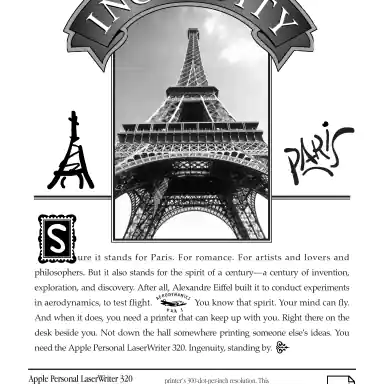 INGENUITY
PARIS
Sure it stands for Paris. For romance. For artists and lovers and
philosophers. But it also stands for the spirit of a century—a century of invention,
exploration, and discovery. After all, Alexandre Eiffel built it to conduct experiments
in aerodynamics, to test flight. AERODYNAMICS PARIS You know that spirit. Your mind can fly.
And when it does, you need a printer that can keep up with you. Right there on the
desk beside you. Not down the hall somewhere printing someone else's ideas. You
need the Apple Personal LaserWriter 320. Ingenuity, standing by.
Apple Personal LaserWriter 320
printer's 300-dot-per-inch resolution. This